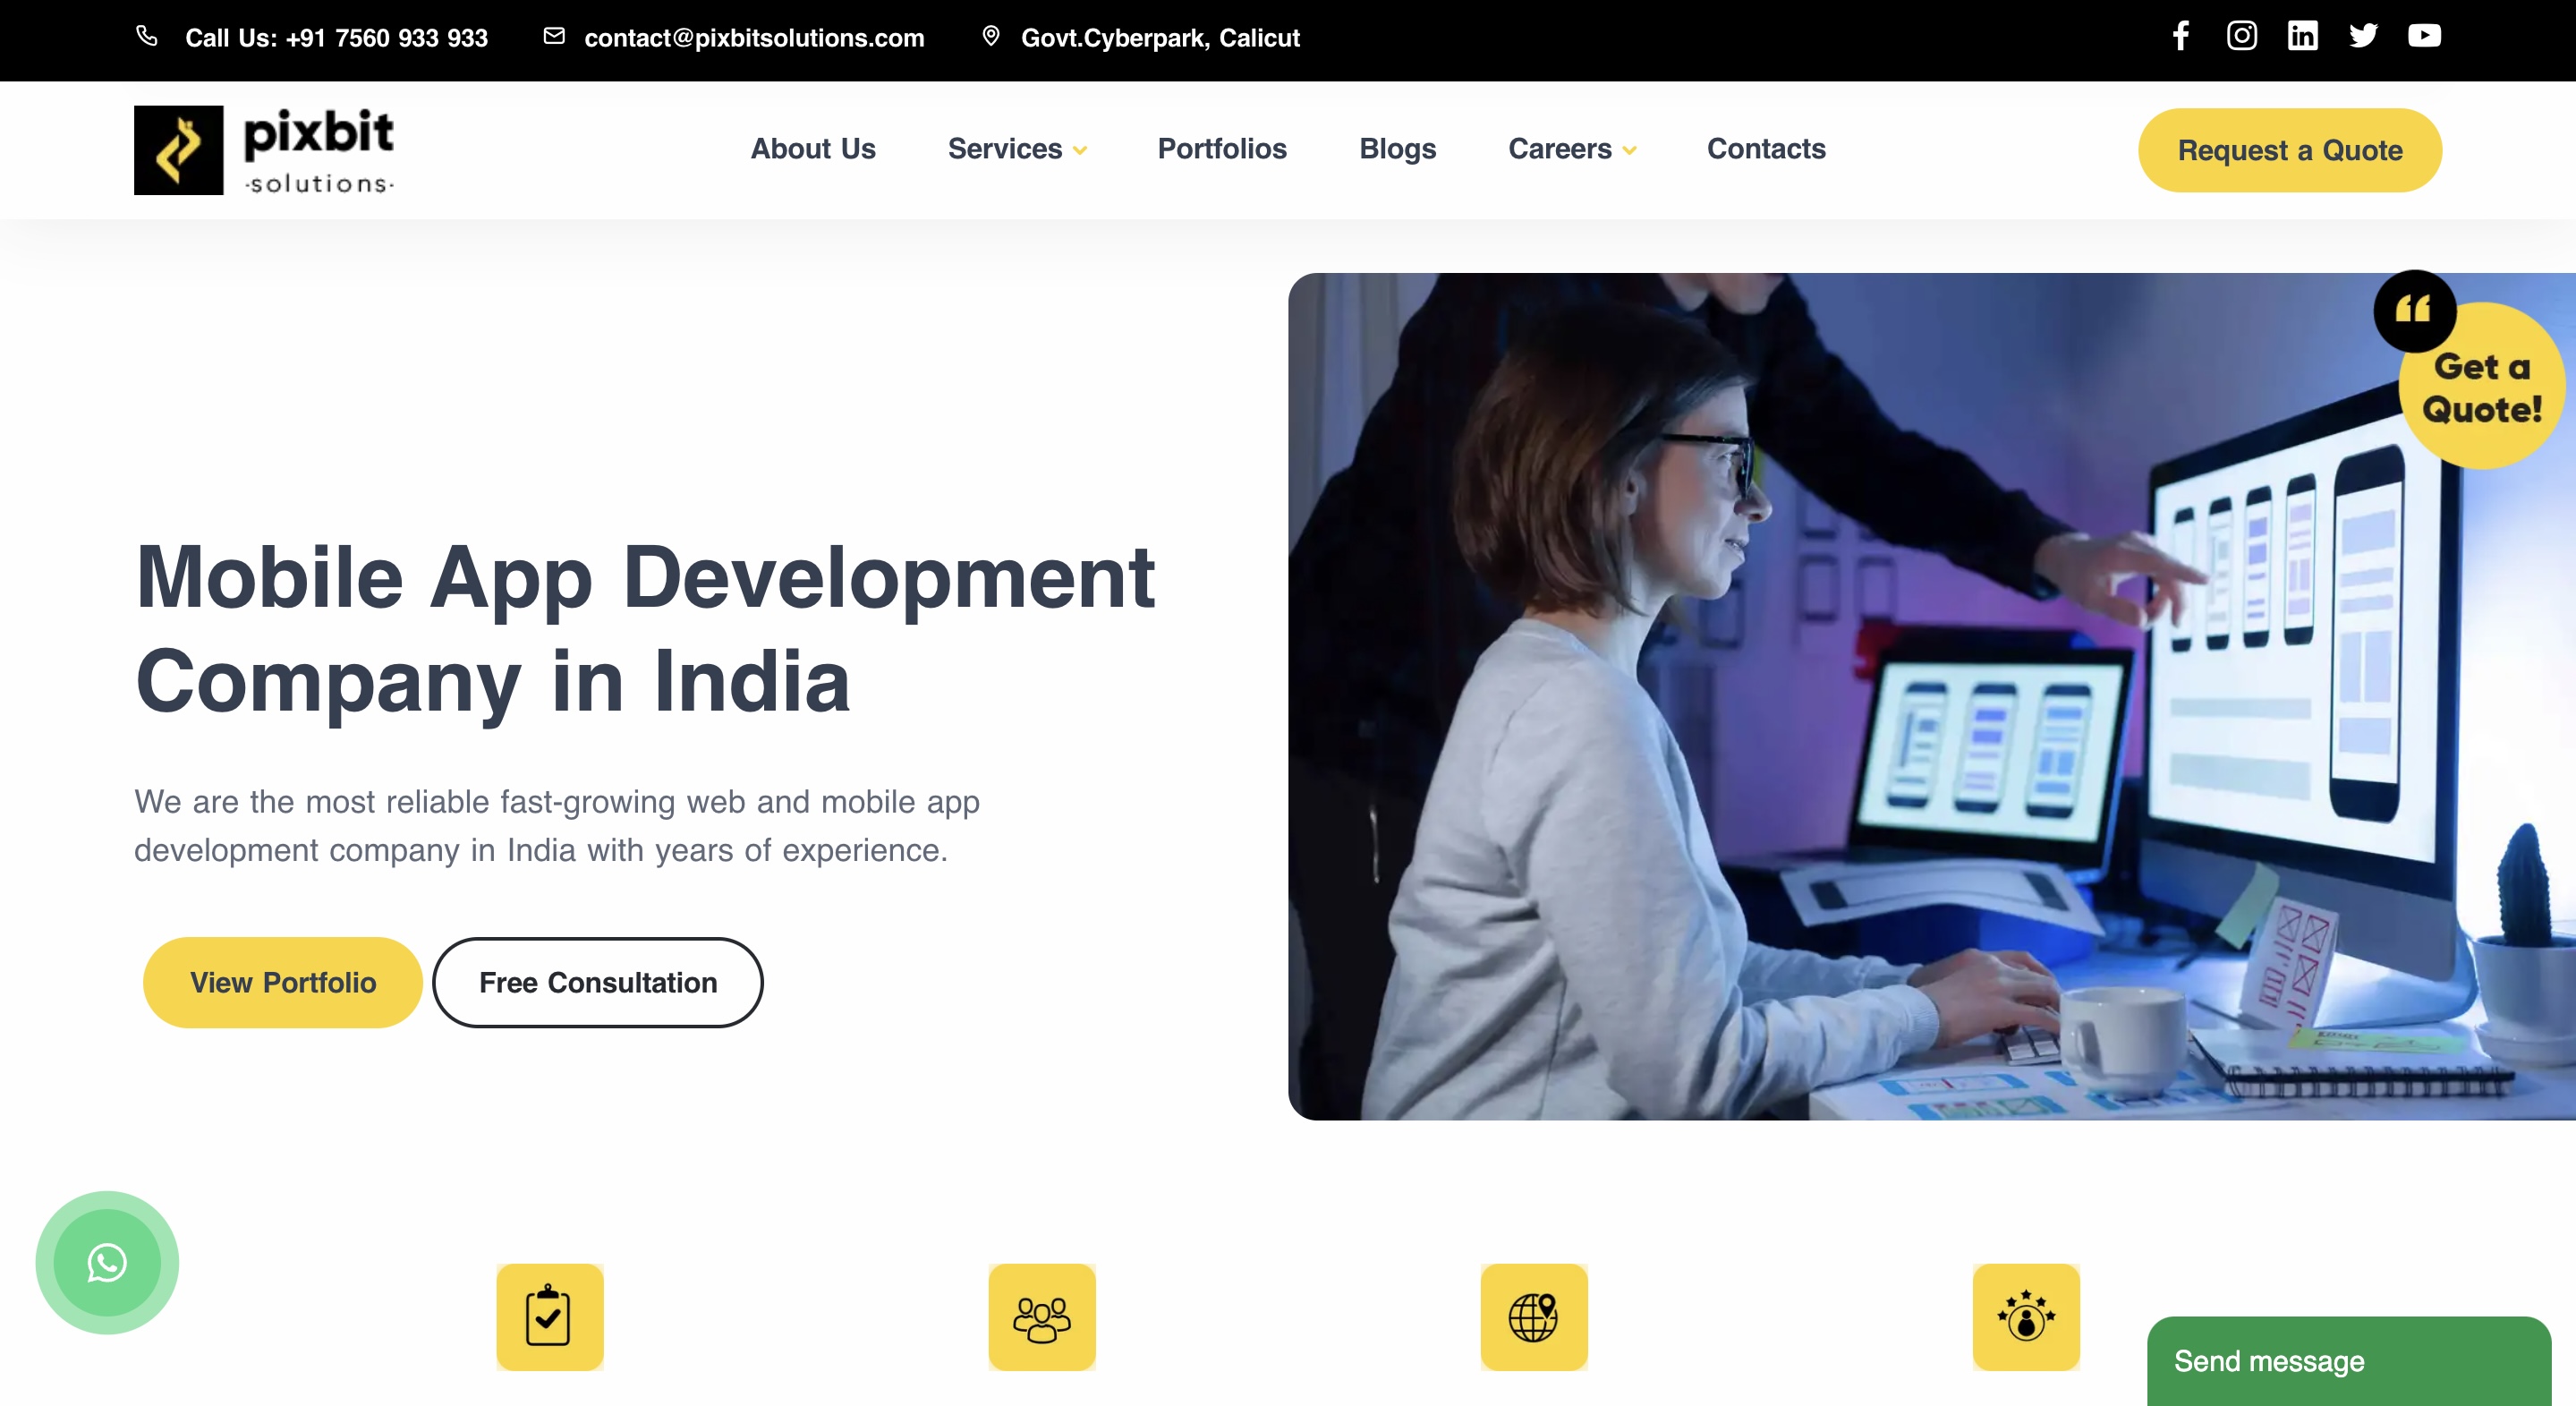 Call Us: +91 7560 933 933
contact@pixbitsolutions.com
Govt.Cyberpark, Calicut
pixbit
·solutions·
About Us
Services
Portfolios
Blogs
Careers
Contacts
Request a Quote
Get a
Quote!
Mobile App Development
Company in India
We are the most reliable fast-growing web and mobile app
development company in India with years of experience.
View Portfolio
Free Consultation
Send message